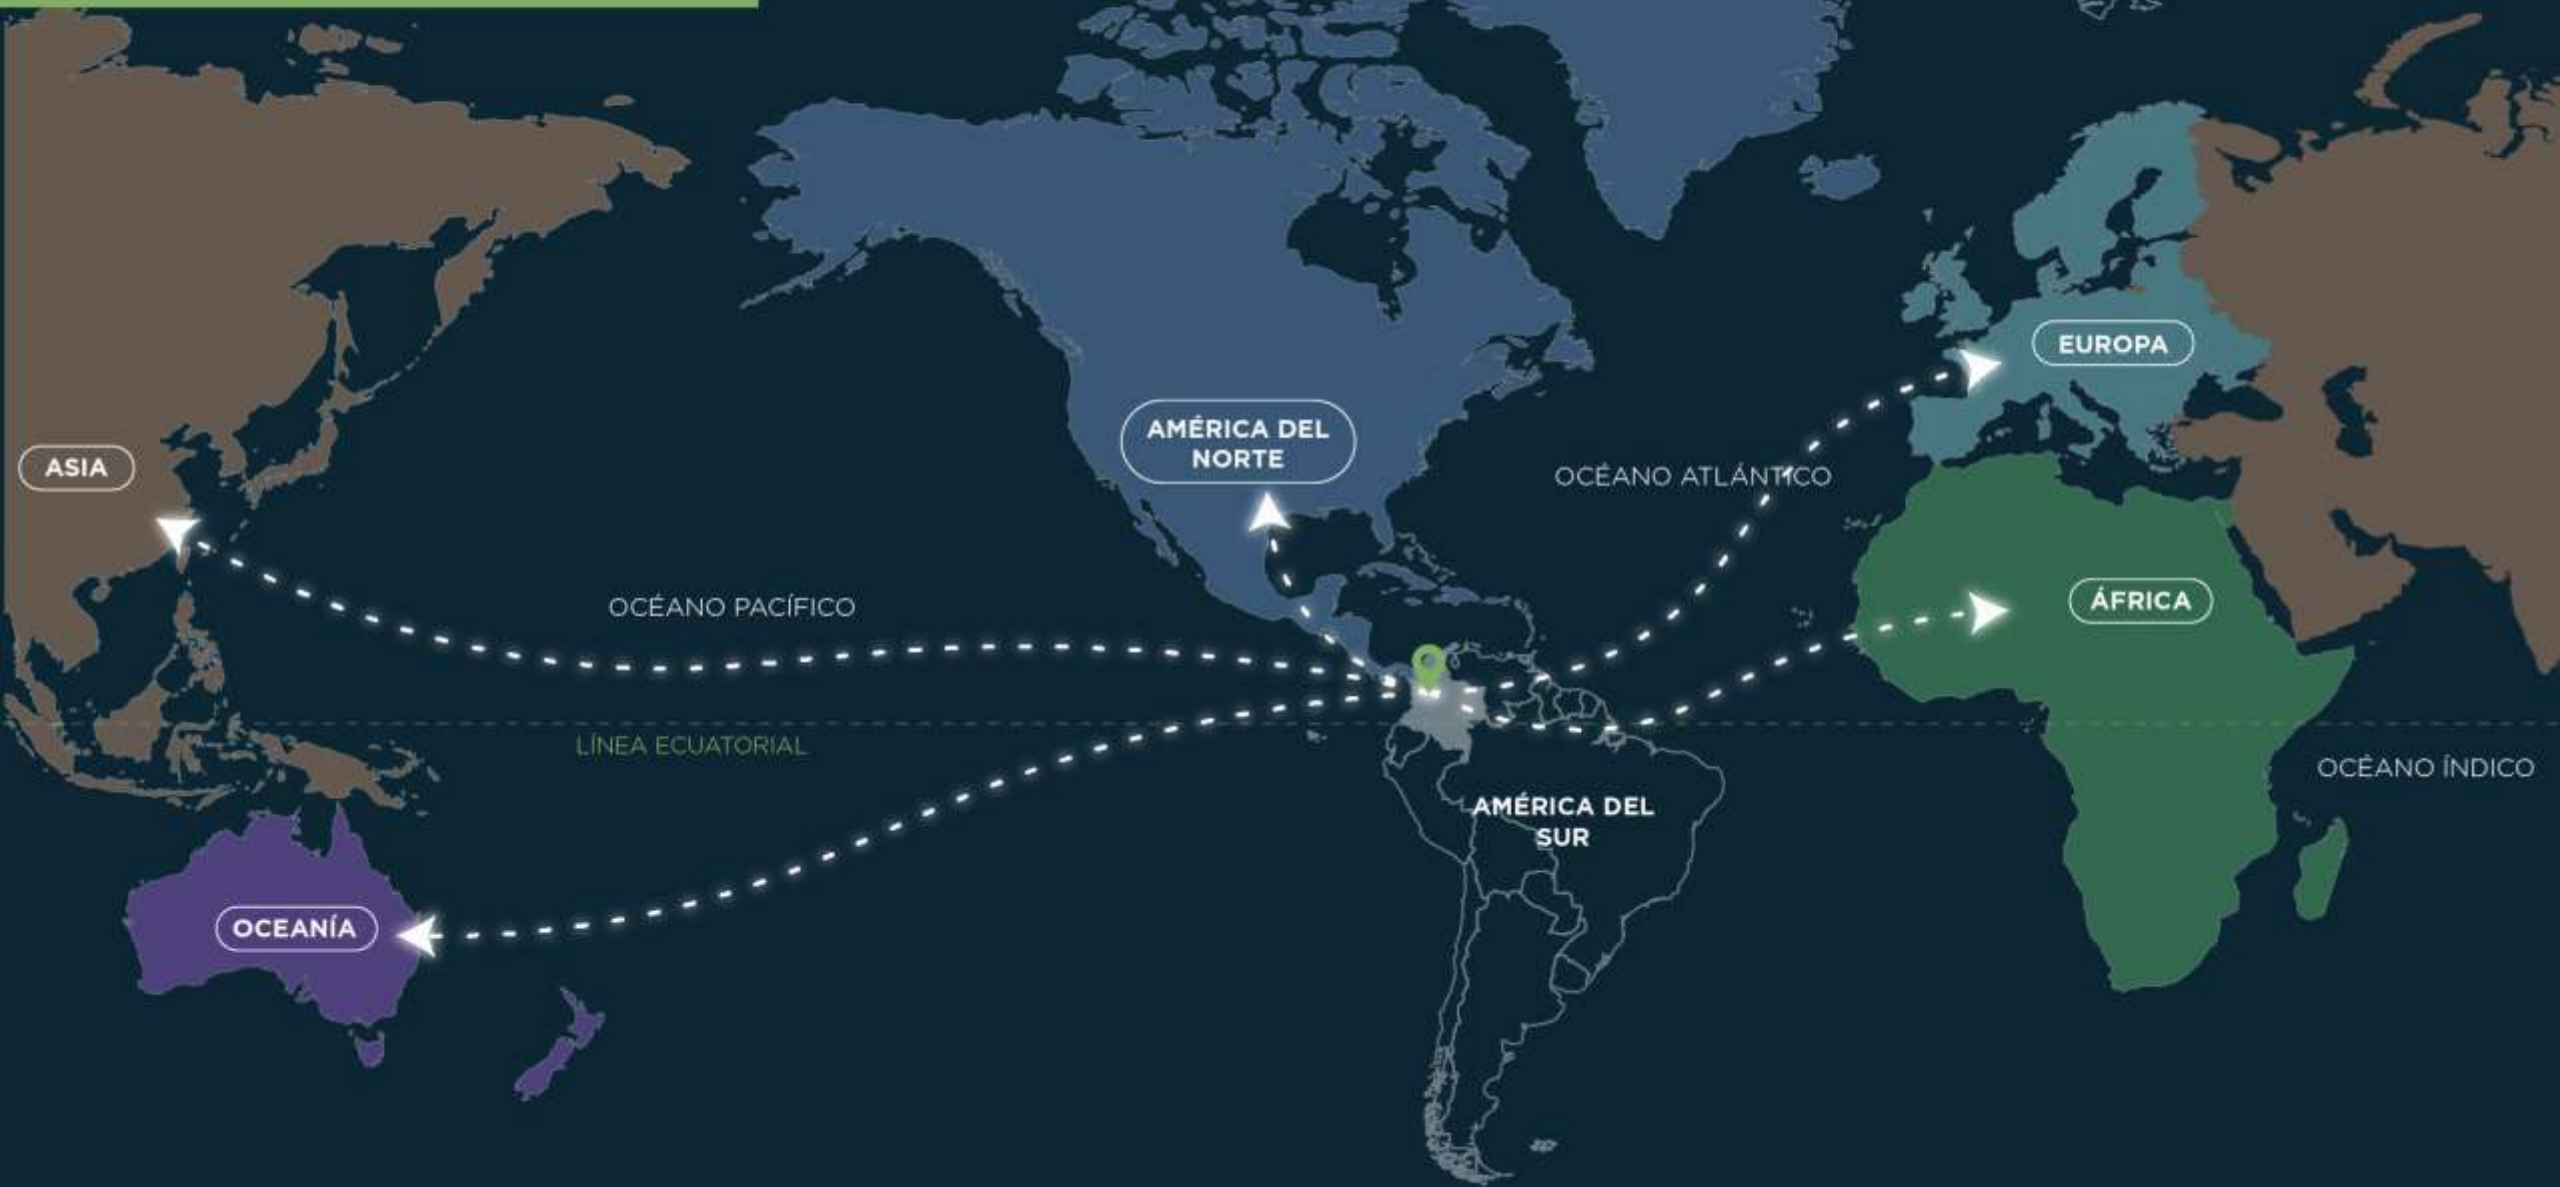 EUROPA
AMÉRICA DEL
NORTE
ASIA
OCÉANO ATLÁNTICO
OCÉANO PACÍFICO
ÁFRICA
LÍNEA ECUATORIAL
OCÉANO ÍNDICO
AMÉRICA DEL
SUR
OCEANÍA